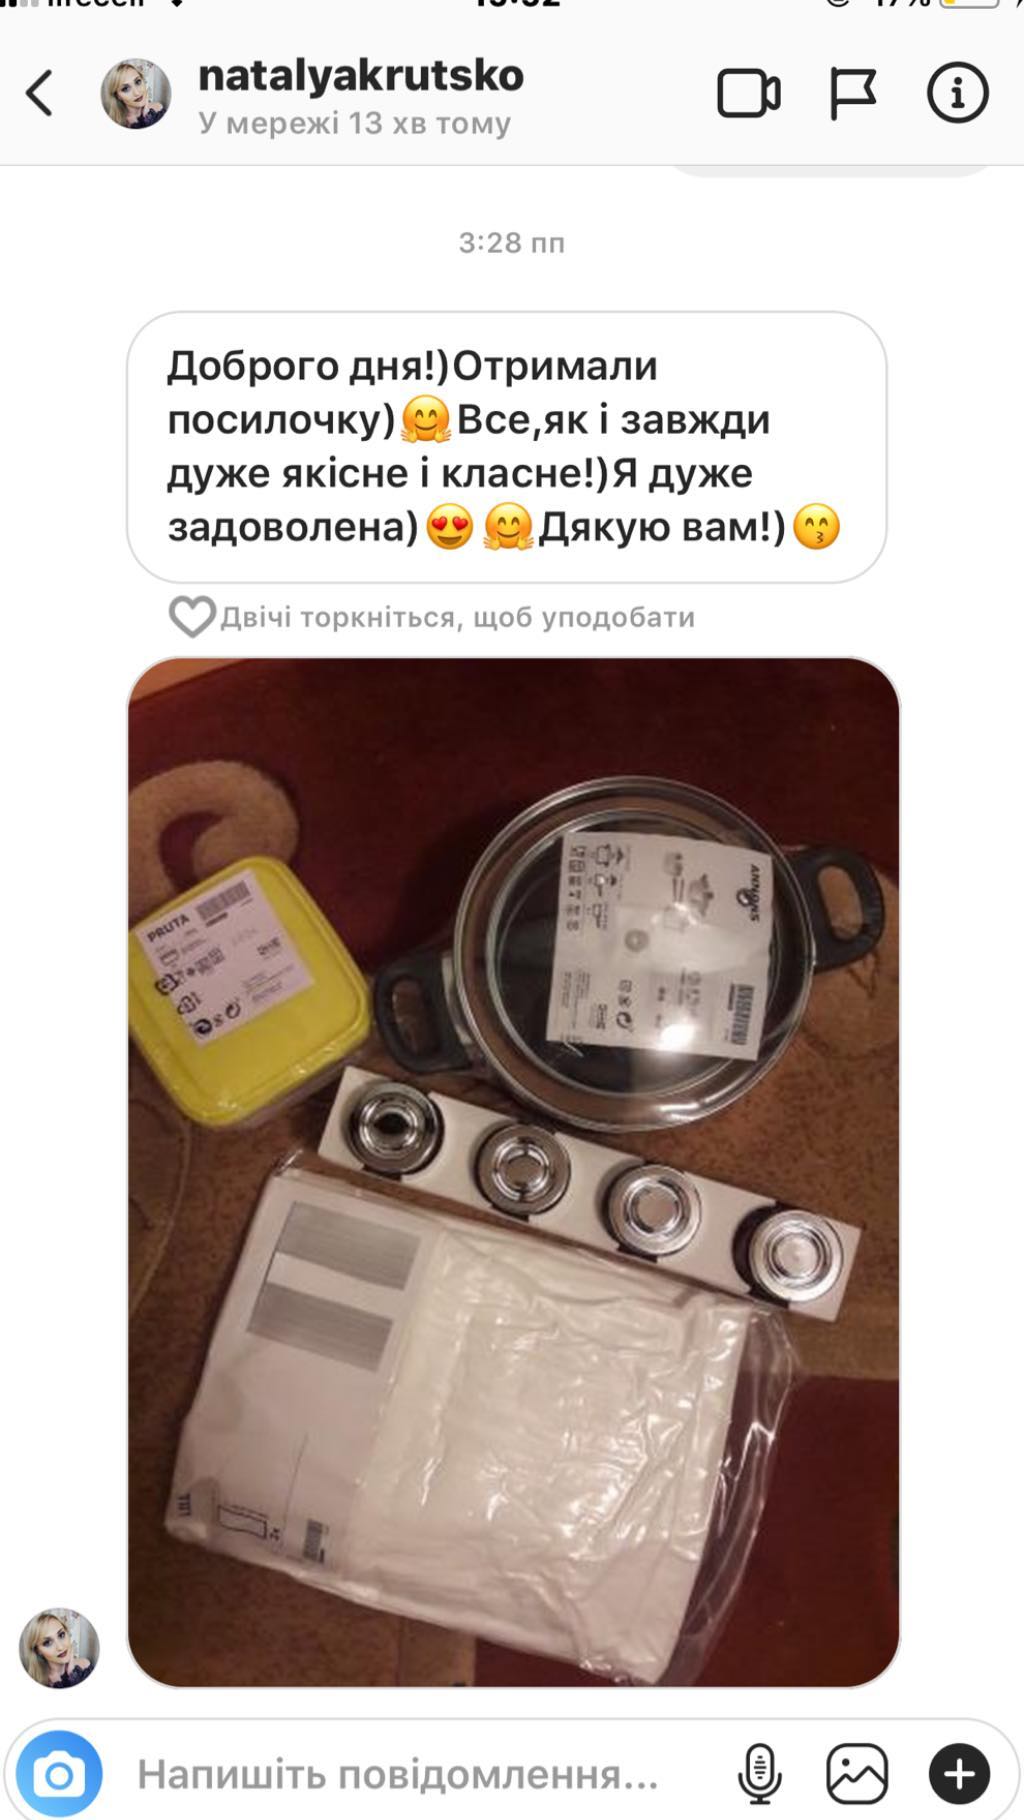 natalyakrutsko
У мережі 13 хв тому
3:28 пп
Доброго дня!)Отримали
посилочку)🤗Все,як і завжди
дуже якісне і класне!)Я дуже
задоволена)😍🤗Дякую вам!)😙
Двічі торкніться, щоб уподобати
ANNONS
PRUTA
Напишіть повідомлення...